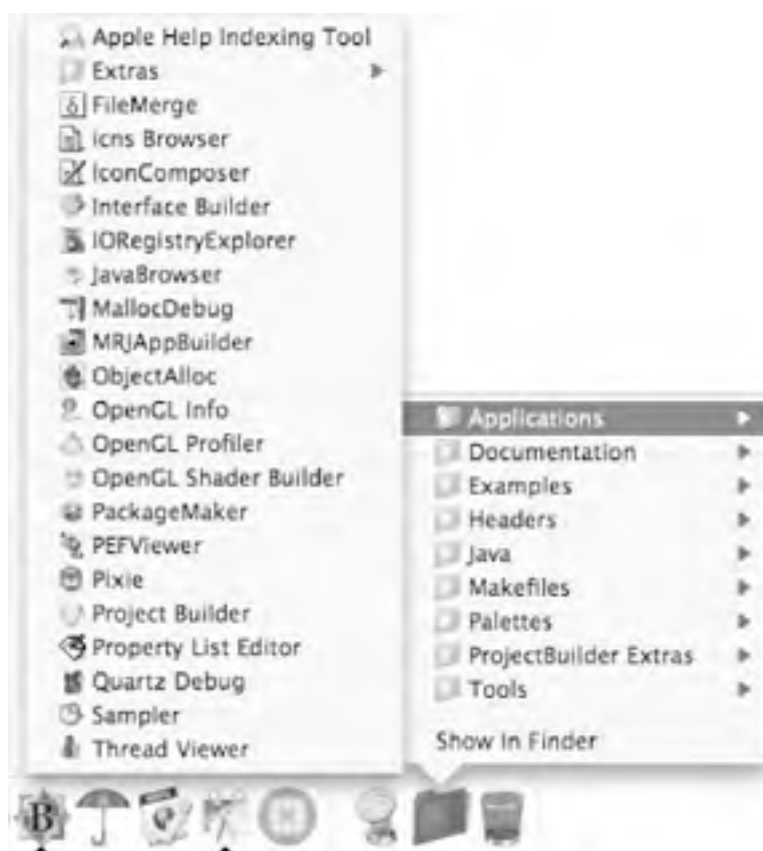 Apple Help Indexing Tool
Extras
FileMerge
icns Browser
IconComposer
Interface Builder
IORegistryExplorer
JavaBrowser
MallocDebug
MRJAppBuilder
ObjectAlloc
OpenGL Info
OpenGL Profiler
OpenGL Shader Builder
PackageMaker
PEFViewer
Pixie
Project Builder
Property List Editor
Quartz Debug
Sampler
Thread Viewer
Applications
Documentation
Examples
Headers
Java
Makefiles
Palettes
ProjectBuilder Extras
Tools
Show In Finder
B